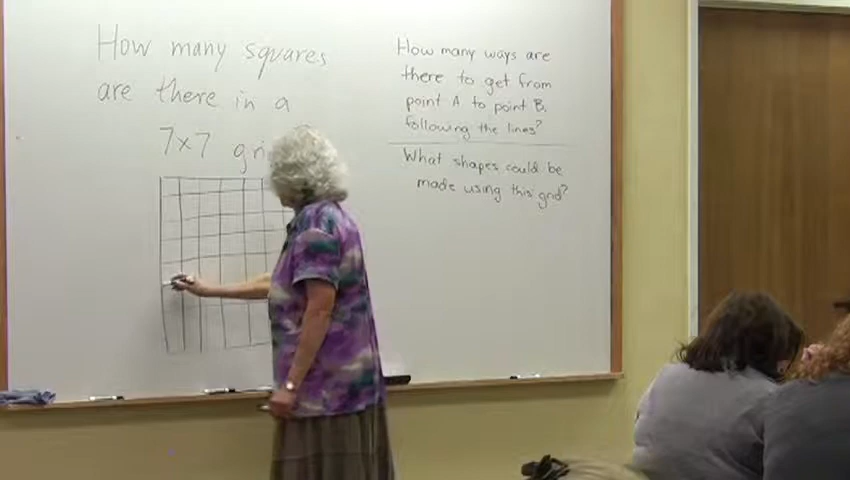 How many squares
are there in a
7x7
How many ways are
there to get from
point A to point B,
following the lines?
What shapes could be
made using this grid?